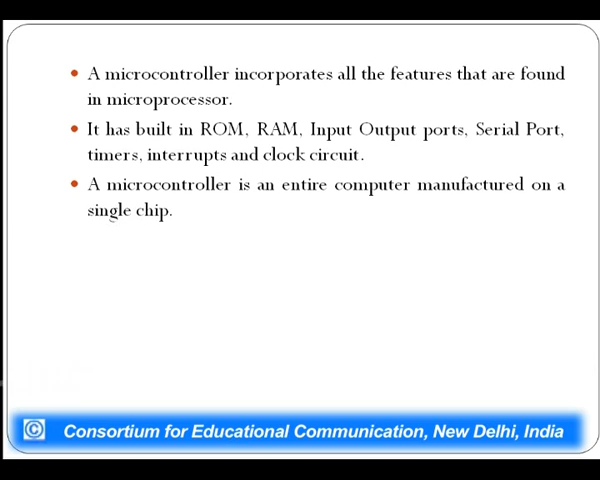 • A microcontroller incorporates all the features that are found
in microprocessor.
• It has built in ROM, RAM, Input Output ports, Serial Port,
timers, interrupts and clock circuit.
• A microcontroller is an entire computer manufactured on a
single chip.
© Consortium for Educational Communication, New Delhi, India